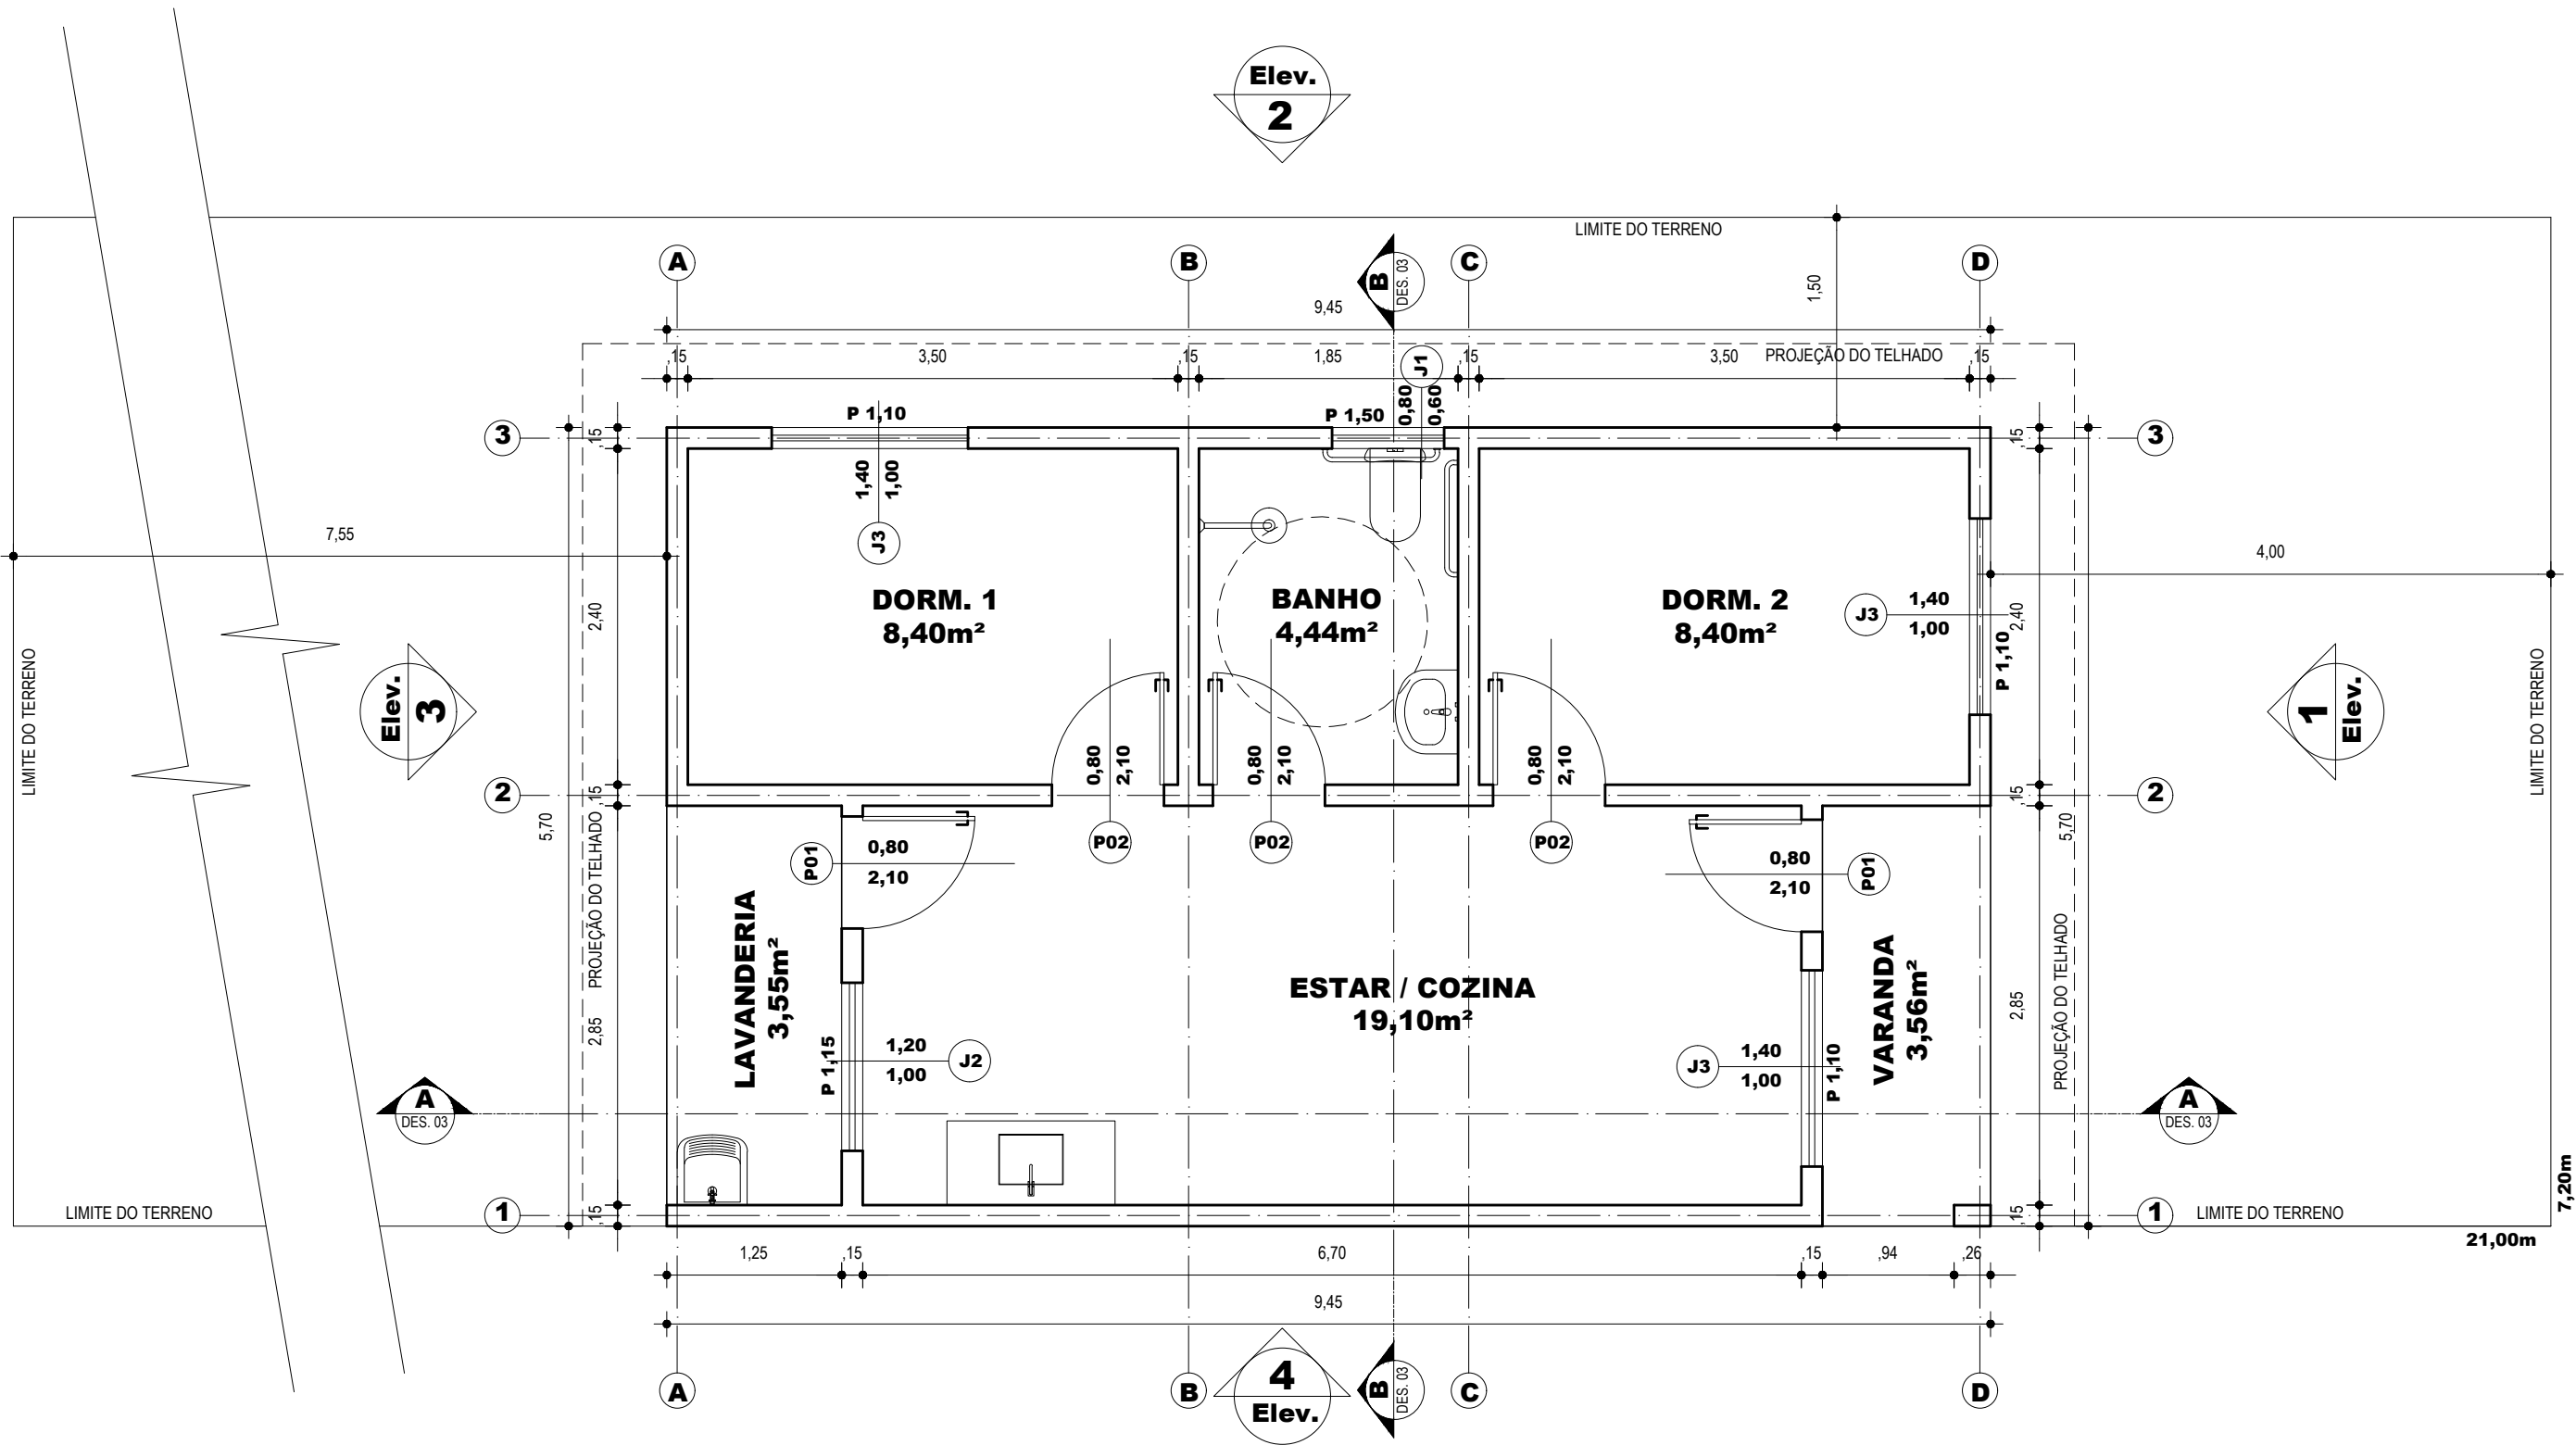 Elev.
2
LIMITE DO TERRENO
A
B
B
DES. 03
C
D
1,50
9,45
,15
3,50
,15
1,85
J1
,15
3,50
PROJEÇÃO DO TELHADO
,15
P 1,10
P 1,50
0,80
0,60
3
,15
,15
3
1,40
1,00
J3
7,55
4,00
DORM. 1
8,40m²
BANHO
4,44m²
DORM. 2
8,40m²
J3
1,40
1,00
P 1,10
2,40
2,40
LIMITE DO TERRENO
Elev.
3
1
Elev.
LIMITE DO TERRENO
0,80
2,10
0,80
2,10
0,80
2,10
2
,15
,15
2
5,70
5,70
P02
P02
P02
P01
0,80
2,10
0,80
2,10
P01
PROJEÇÃO DO TELHADO
LAVANDERIA
3,55m²
ESTAR / COZINA
19,10m²
VARANDA
3,56m²
PROJEÇÃO DO TELHADO
2,85
2,85
P 1,15
1,20
1,00
J2
J3
1,40
1,00
P 1,10
A
DES. 03
A
DES. 03
7,20m
LIMITE DO TERRENO
1
,15
,15
1
LIMITE DO TERRENO
21,00m
1,25
,15
6,70
,15
,94
,26
9,45
A
B
4
Elev.
B
DES. 03
C
D